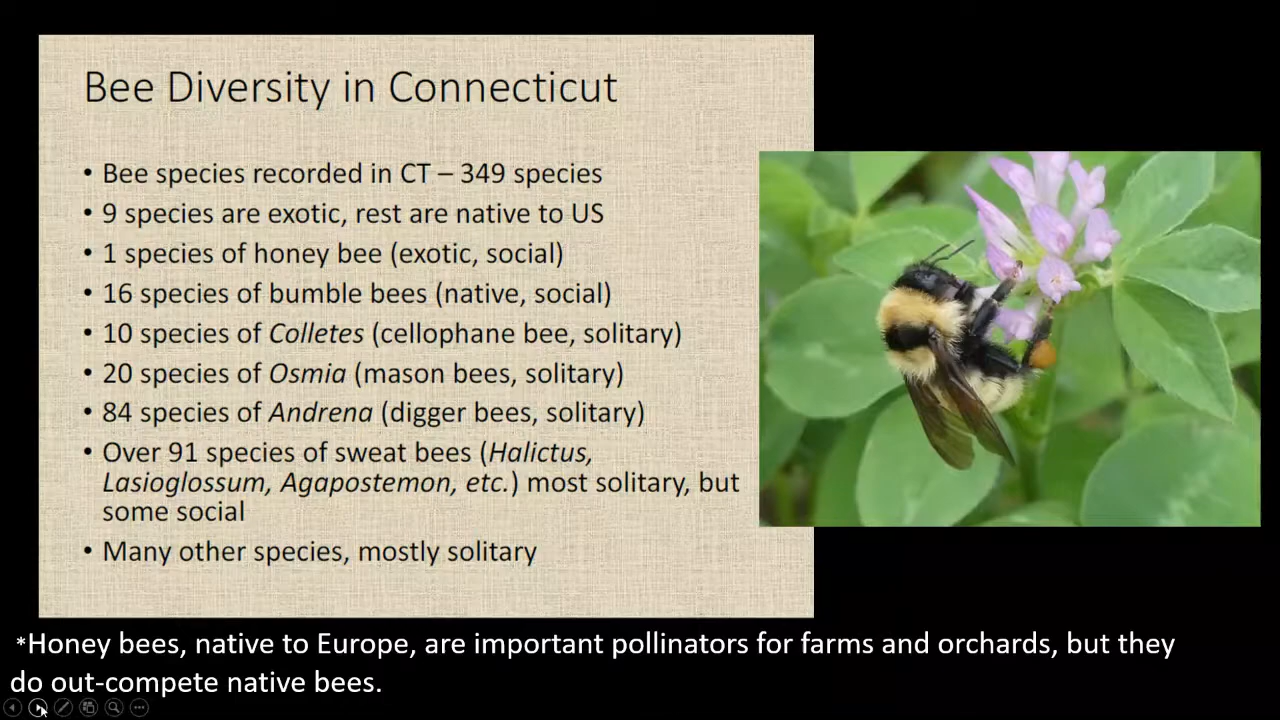 Bee Diversity in Connecticut
• Bee species recorded in CT – 349 species
• 9 species are exotic, rest are native to US
• 1 species of honey bee (exotic, social)
• 16 species of bumble bees (native, social)
• 10 species of Colletes (cellophane bee, solitary)
• 20 species of Osmia (mason bees, solitary)
• 84 species of Andrena (digger bees, solitary)
• Over 91 species of sweat bees (Halictus,
Lasioglossum, Agapostemon, etc.) most solitary, but
some social
• Many other species, mostly solitary
*Honey bees, native to Europe, are important pollinators for farms and orchards, but they
do out-compete native bees.